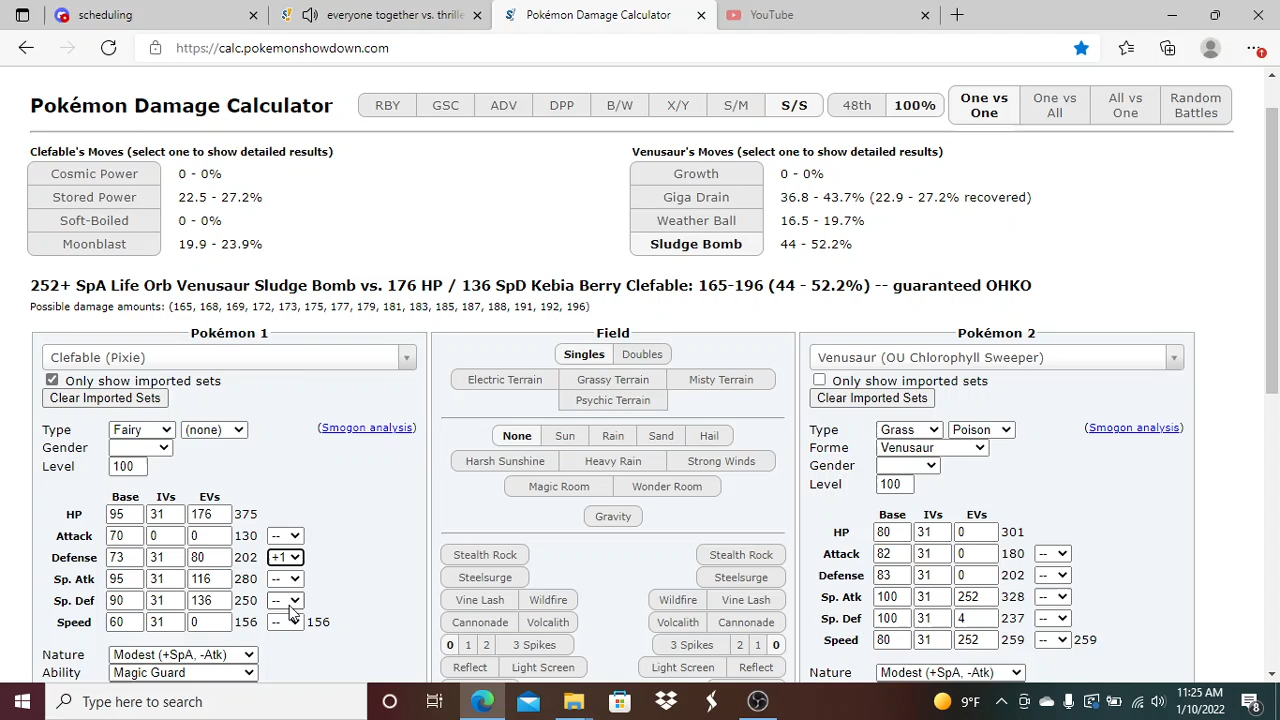 scheduling
everyone together vs. thrille
Pokémon Damage Calculator
YouTube
https://calc.pokemonshowdown.com
Pokémon Damage Calculator
RBY GSC ADV DPP B/W X/Y S/M S/S 48th 100%
One vs One
One vs All
All vs One
Random Battles
Clefable's Moves (select one to show detailed results)
Cosmic Power 0 - 0%
Stored Power 22.5 - 27.2%
Soft-Boiled 0 - 0%
Moonblast 19.9 - 23.9%
Venusaur's Moves (select one to show detailed results)
Growth 0 - 0%
Giga Drain 36.8 - 43.7% (22.9 - 27.2% recovered)
Weather Ball 16.5 - 19.7%
Sludge Bomb 44 - 52.2%
252+ SpA Life Orb Venusaur Sludge Bomb vs. 176 HP / 136 SpD Kebia Berry Clefable: 165-196 (44 - 52.2%) -- guaranteed OHKO
Possible damage amounts: (165, 168, 169, 172, 173, 175, 177, 179, 181, 183, 185, 187, 188, 191, 192, 196)
Pokémon 1
Clefable (Pixie)
Only show imported sets
Clear Imported Sets
Type Fairy (none) (Smogon analysis)
Gender
Level 100
Base IVs EVs
HP 95 31 176 375
Attack 70 0 0 130 --
Defense 73 31 80 202 +1
Sp. Atk 95 31 116 280 --
Sp. Def 90 31 136 250 --
Speed 60 31 0 156 -- 156
Nature Modest (+SpA, -Atk)
Ability Magic Guard
Field
Singles Doubles
Electric Terrain Grassy Terrain Misty Terrain
Psychic Terrain
None Sun Rain Sand Hail
Harsh Sunshine Heavy Rain Strong Winds
Magic Room Wonder Room
Gravity
Stealth Rock Stealth Rock
Steelsurge Steelsurge
Vine Lash Wildfire Wildfire Vine Lash
Cannonade Volcalith Volcalith Cannonade
0 1 2 3 Spikes 3 Spikes 2 1 0
Reflect Light Screen Light Screen Reflect
Pokémon 2
Venusaur (OU Chlorophyll Sweeper)
Only show imported sets
Clear Imported Sets
Type Grass Poison (Smogon analysis)
Forme Venusaur
Gender
Level 100
Base IVs EVs
HP 80 31 0 301
Attack 82 31 0 180 --
Defense 83 31 0 202 --
Sp. Atk 100 31 252 328 --
Sp. Def 100 31 4 237 --
Speed 80 31 252 259 -- 259
Nature Modest (+SpA, -Atk)
Type here to search
9°F
11:25 AM
1/10/2022
8